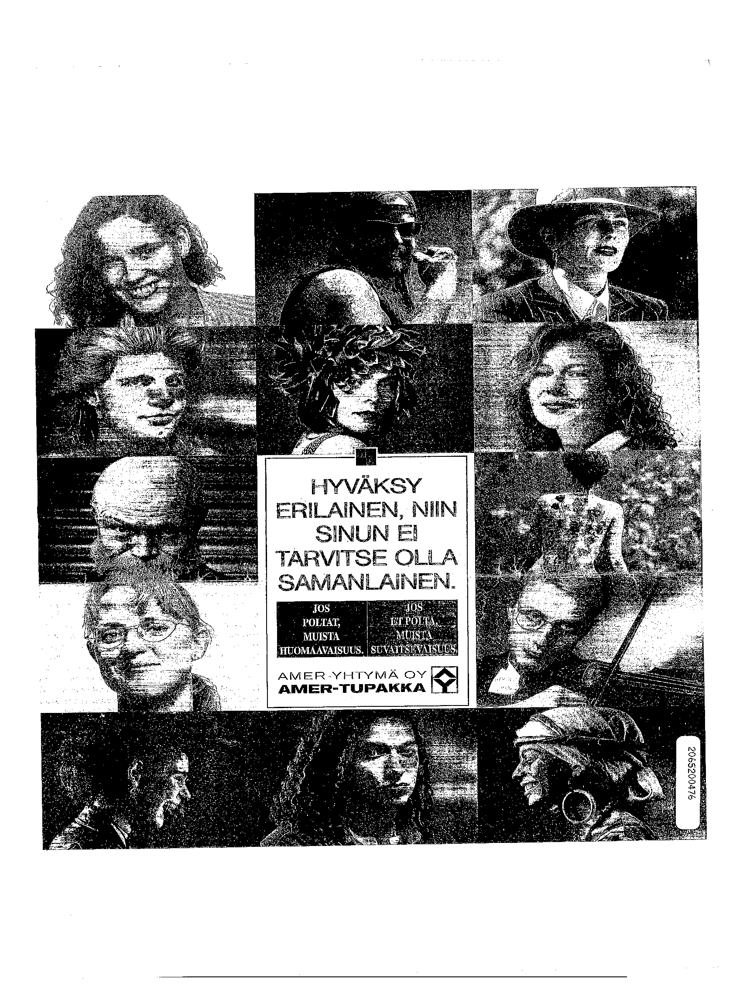 HYVÄKSY
ERILAINEN, NIIN
SINUN EI
TARVITSE OLLA
SAMANLAINEN.
JOS
POLTAT,
MUISTA
HUOMAAVAISUUS.
JOS
ET POLTA,
MUISTA
SUVAITSEVAISUUS.
AMER-YHTYMÄ OY
AMER-TUPAKKA
2065200476